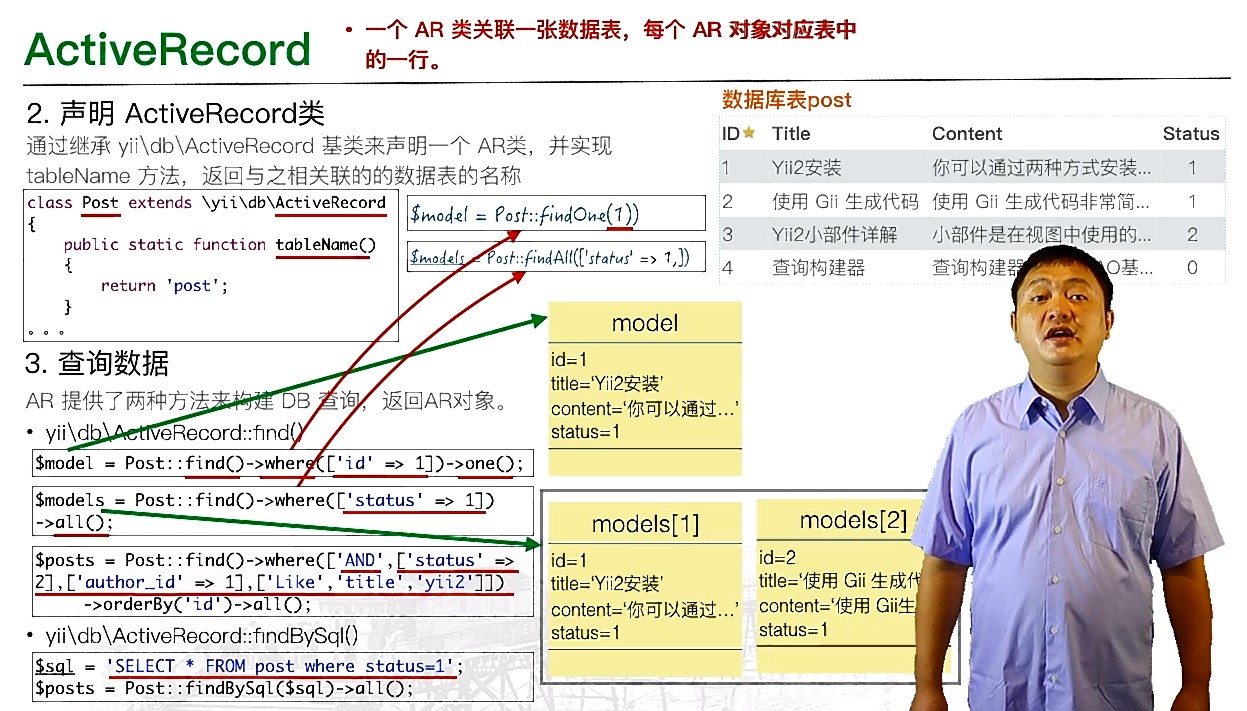 ActiveRecord
• 一个 AR 类关联一张数据表，每个 AR 对象对应表中
的一行。
2. 声明 ActiveRecord类
通过继承 yii\db\ActiveRecord 基类来声明一个 AR类，并实现
tableName 方法，返回与之相关联的的数据表的名称
class Post extends \yii\db\ActiveRecord
{
public static function tableName()
{
return 'post';
}
。。。
$model = Post::findOne(1))
$models = Post::findAll(['status' => 1,])
数据库表post
ID Title Content Status
1 Yii2安装 你可以通过两种方式安装... 1
2 使用 Gii 生成代码 使用 Gii 生成代码非常简... 1
3 Yii2小部件详解 小部件是在视图中使用的... 2
4 查询构建器 查询构建器 AO基... 0
3. 查询数据
AR 提供了两种方法来构建 DB 查询，返回AR对象。
• yii\db\ActiveRecord::find()
$model = Post::find()->where(['id' => 1])->one();
$models = Post::find()->where(['status' => 1])
->all();
$posts = Post::find()->where(['AND',['status' =>
2],['author_id' => 1],['Like','title','yii2']])
->orderBy('id')->all();
• yii\db\ActiveRecord::findBySql()
$sql = 'SELECT * FROM post where status=1';
$posts = Post::findBySql($sql)->all();
model
id=1
title=‘Yii2安装’
content=‘你可以通过...’
status=1
models[1]
id=1
title=‘Yii2安装’
content=‘你可以通过...’
status=1
models[2]
id=2
title=‘使用 Gii 生成代
content=‘使用 Gii生
status=1